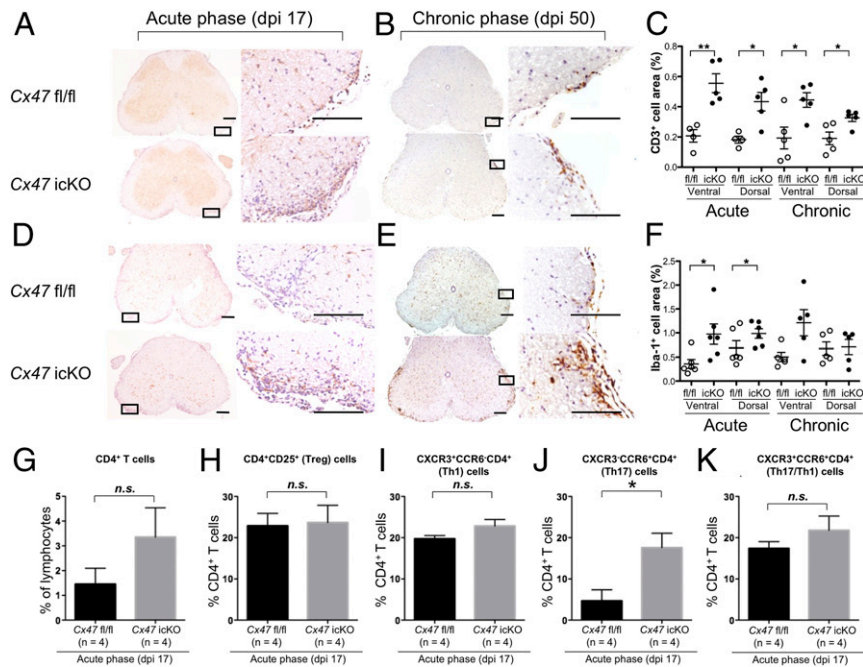 A Acute phase (dpi 17) B Chronic phase (dpi 50) C
Cx47 fl/fl
Cx47 icKO
CD3⁺ cell area (%)
0.8
0.6
0.4
0.2
0.0
** * * *
fl/fl icKO fl/fl icKO fl/fl icKO fl/fl icKO
Ventral Dorsal Ventral Dorsal
Acute Chronic
D E F
Cx47 fl/fl
Cx47 icKO
Iba-1⁺ cell area (%)
2.5
2.0
1.5
1.0
0.5
0.0
* *
fl/fl icKO fl/fl icKO fl/fl icKO fl/fl icKO
Ventral Dorsal Ventral Dorsal
Acute Chronic
G
CD4⁺ T cells
n.s.
% of lymphocytes
5
4
3
2
1
0
Cx47 fl/fl Cx47 icKO
(n = 4) (n = 4)
Acute phase (dpi 17)
H
CD4⁺CD25⁺ (Treg) cells
n.s.
% CD4⁺ T cells
30
20
10
0
Cx47 fl/fl Cx47 icKO
(n = 4) (n = 4)
Acute phase (dpi 17)
I
CXCR3⁺CCR6⁻CD4⁺
(Th1) cells
n.s.
% CD4⁺ T cells
30
20
10
0
Cx47 fl/fl Cx47 icKO
(n = 4) (n = 4)
Acute phase (dpi 17)
J
CXCR3⁻CCR6⁺CD4⁺
(Th17) cells
*
% CD4⁺ T cells
30
20
10
0
Cx47 fl/fl Cx47 icKO
(n = 4) (n = 4)
Acute phase (dpi 17)
K
CXCR3⁺CCR6⁺CD4⁺
(Th17/Th1) cells
n.s.
% CD4⁺ T cells
30
20
10
0
Cx47 fl/fl Cx47 icKO
(n = 4) (n = 4)
Acute phase (dpi 17)